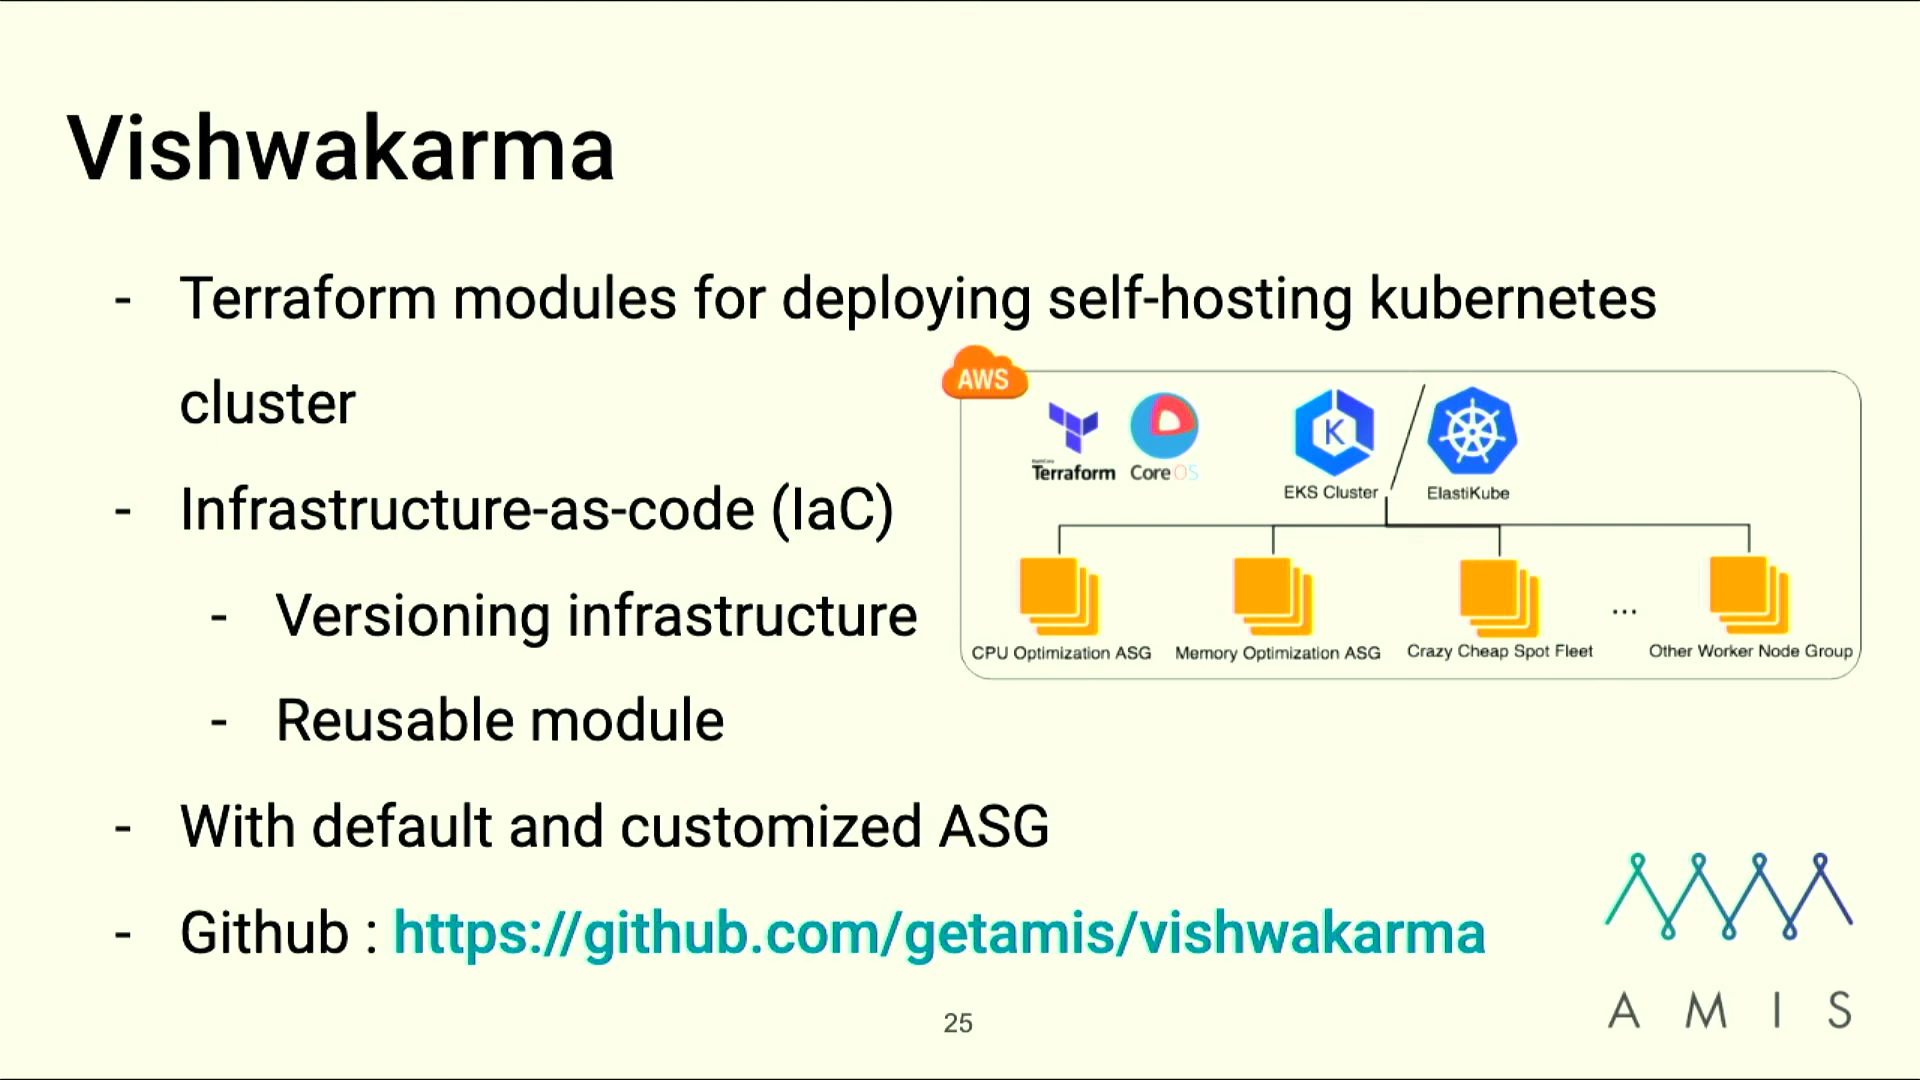 Vishwakarma
- Terraform modules for deploying self-hosting kubernetes
cluster
- Infrastructure-as-code (IaC)
- Versioning infrastructure
- Reusable module
- With default and customized ASG
- Github : https://github.com/getamis/vishwakarma
AWS
Terraform
CoreOS
K
EKS Cluster
ElastiKube
CPU Optimization ASG
Memory Optimization ASG
Crazy Cheap Spot Fleet
...
Other Worker Node Group
AMIS
25